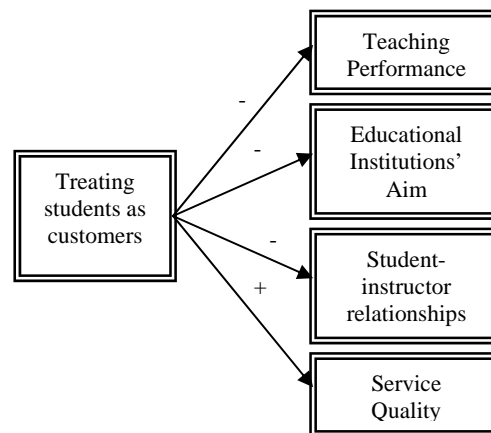 Teaching
Performance
-
-
Educational
Institutions’
Aim
Treating
students as
customers
-
+
Student-
instructor
relationships
Service
Quality